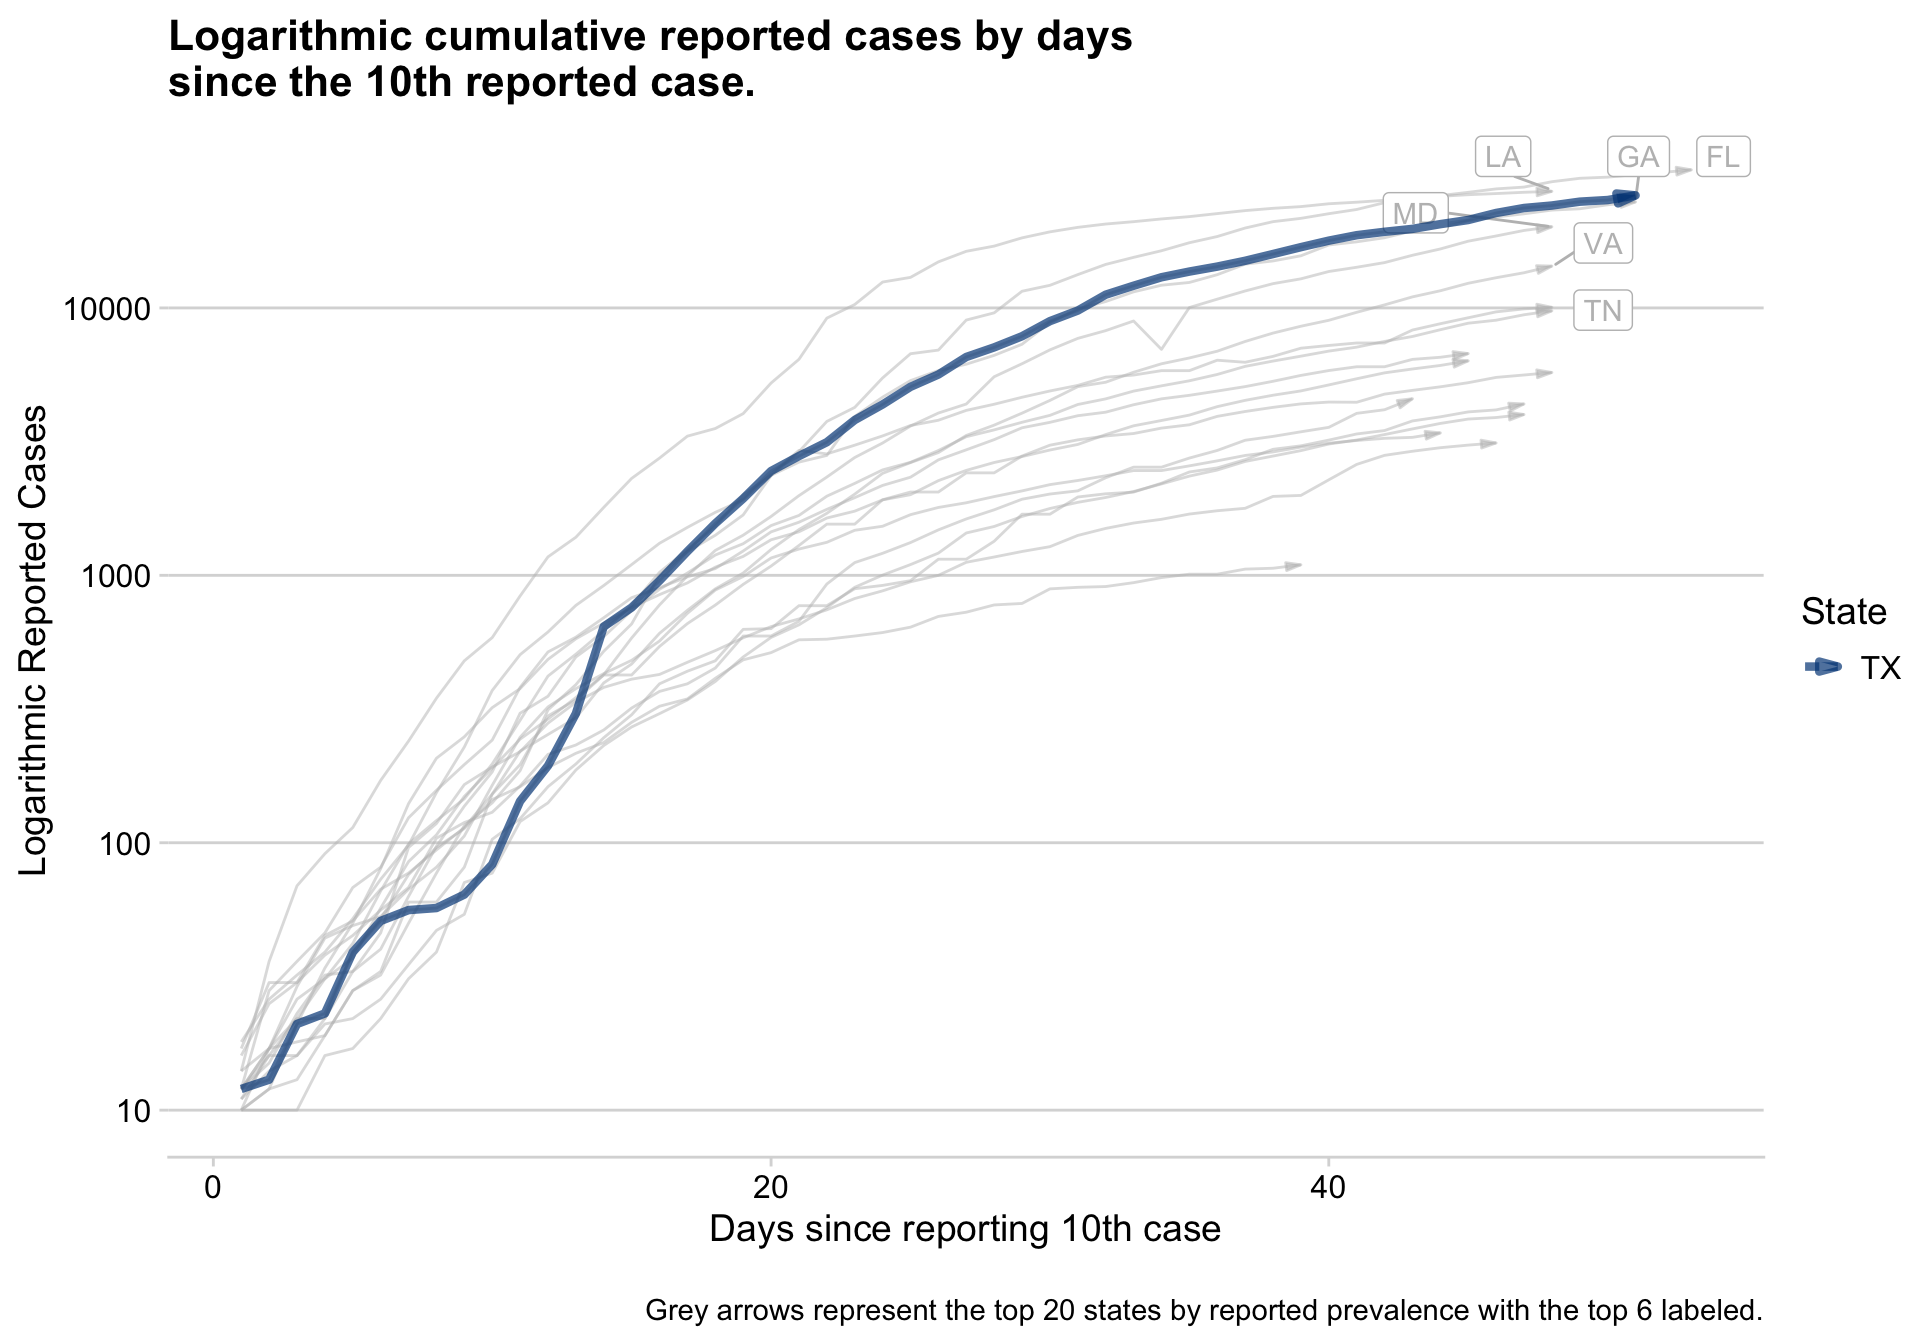 Logarithmic cumulative reported cases by days
since the 10th reported case.
LA
GA
FL
MD
VA
TN
10000
1000
100
10
Logarithmic Reported Cases
State
TX
0
20
40
Days since reporting 10th case
Grey arrows represent the top 20 states by reported prevalence with the top 6 labeled.